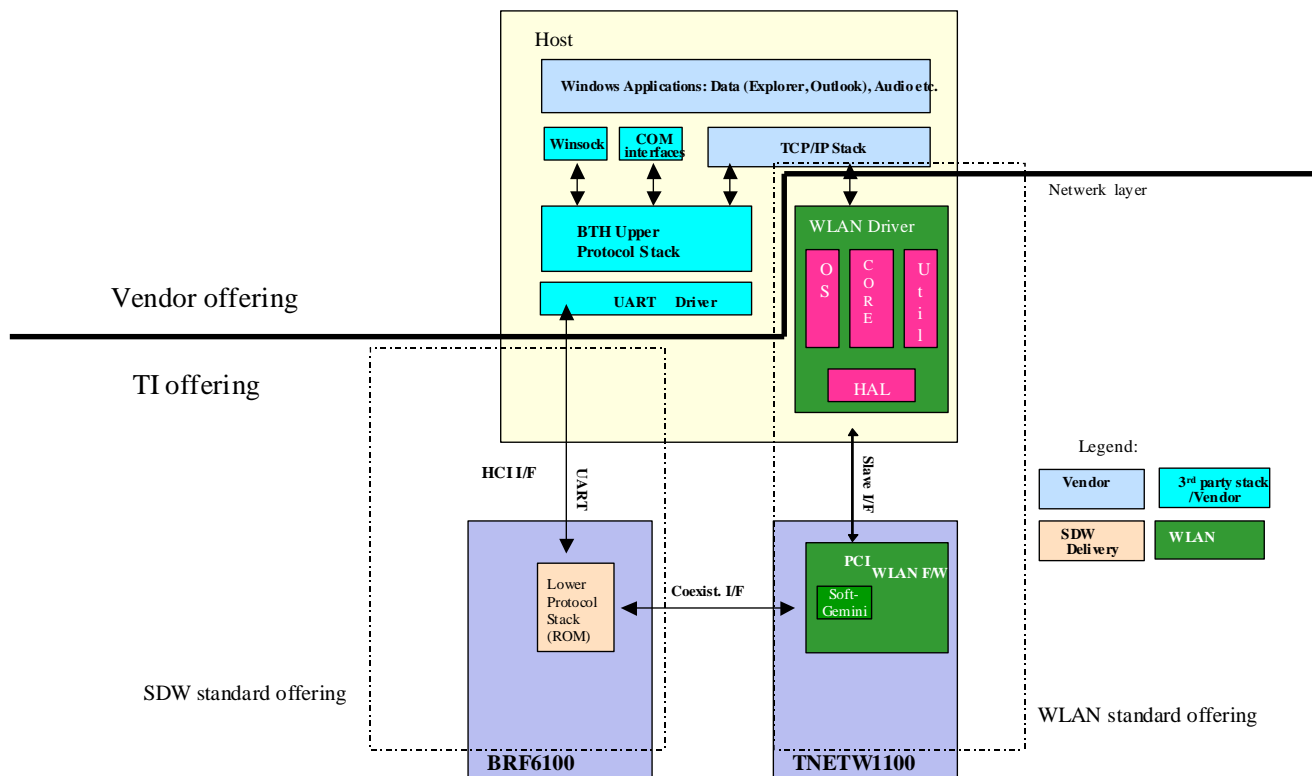 Host
Windows Applications: Data (Explorer, Outlook), Audio etc.
Winsock
COM
interfaces
TCP/IP Stack
Netwerk layer
BTH Upper
Protocol Stack
WLAN Driver
OS
CORE
Util
HAL
UART Driver
Vendor offering
TI offering
HCI I/F
UART
Slave I/F
Legend:
Vendor
3rd party stack
/Vendor
SDW
Delivery
WLAN
PCI
WLAN F/W
Soft-
Gemini
Lower
Protocol
Stack
(ROM)
Coexist. I/F
SDW standard offering
WLAN standard offering
BRF6100
TNETW1100